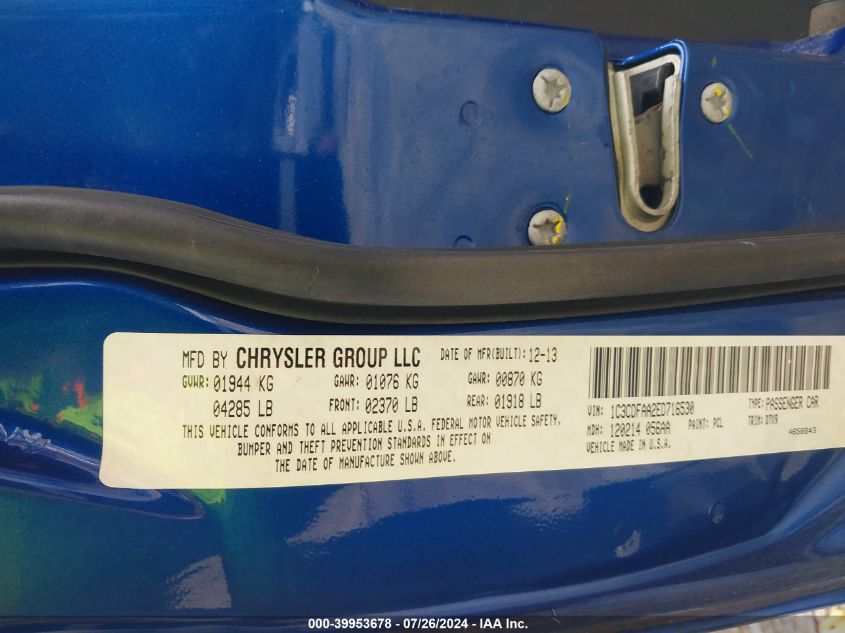 MFD BY CHRYSLER GROUP LLC DATE OF MFR(BUILT): 12-13
GVWR: 01944 KG GAWR: 01076 KG GAWR: 00870 KG
04285 LB FRONT: 02370 LB REAR: 01918 LB
THIS VEHICLE CONFORMS TO ALL APPLICABLE U.S.A. FEDERAL MOTOR VEHICLE SAFETY,
BUMPER AND THEFT PREVENTION STANDARDS IN EFFECT ON
THE DATE OF MANUFACTURE SHOWN ABOVE.
VIN: 1C3CDFAA2ED716530 TYPE: PASSENGER CAR
MDH: 120214 056AA PAINT: PCL TRIM: D7X9
VEHICLE MADE IN U.S.A. 4658643
000-39953678 / 07/26/2024 - IAA Inc.